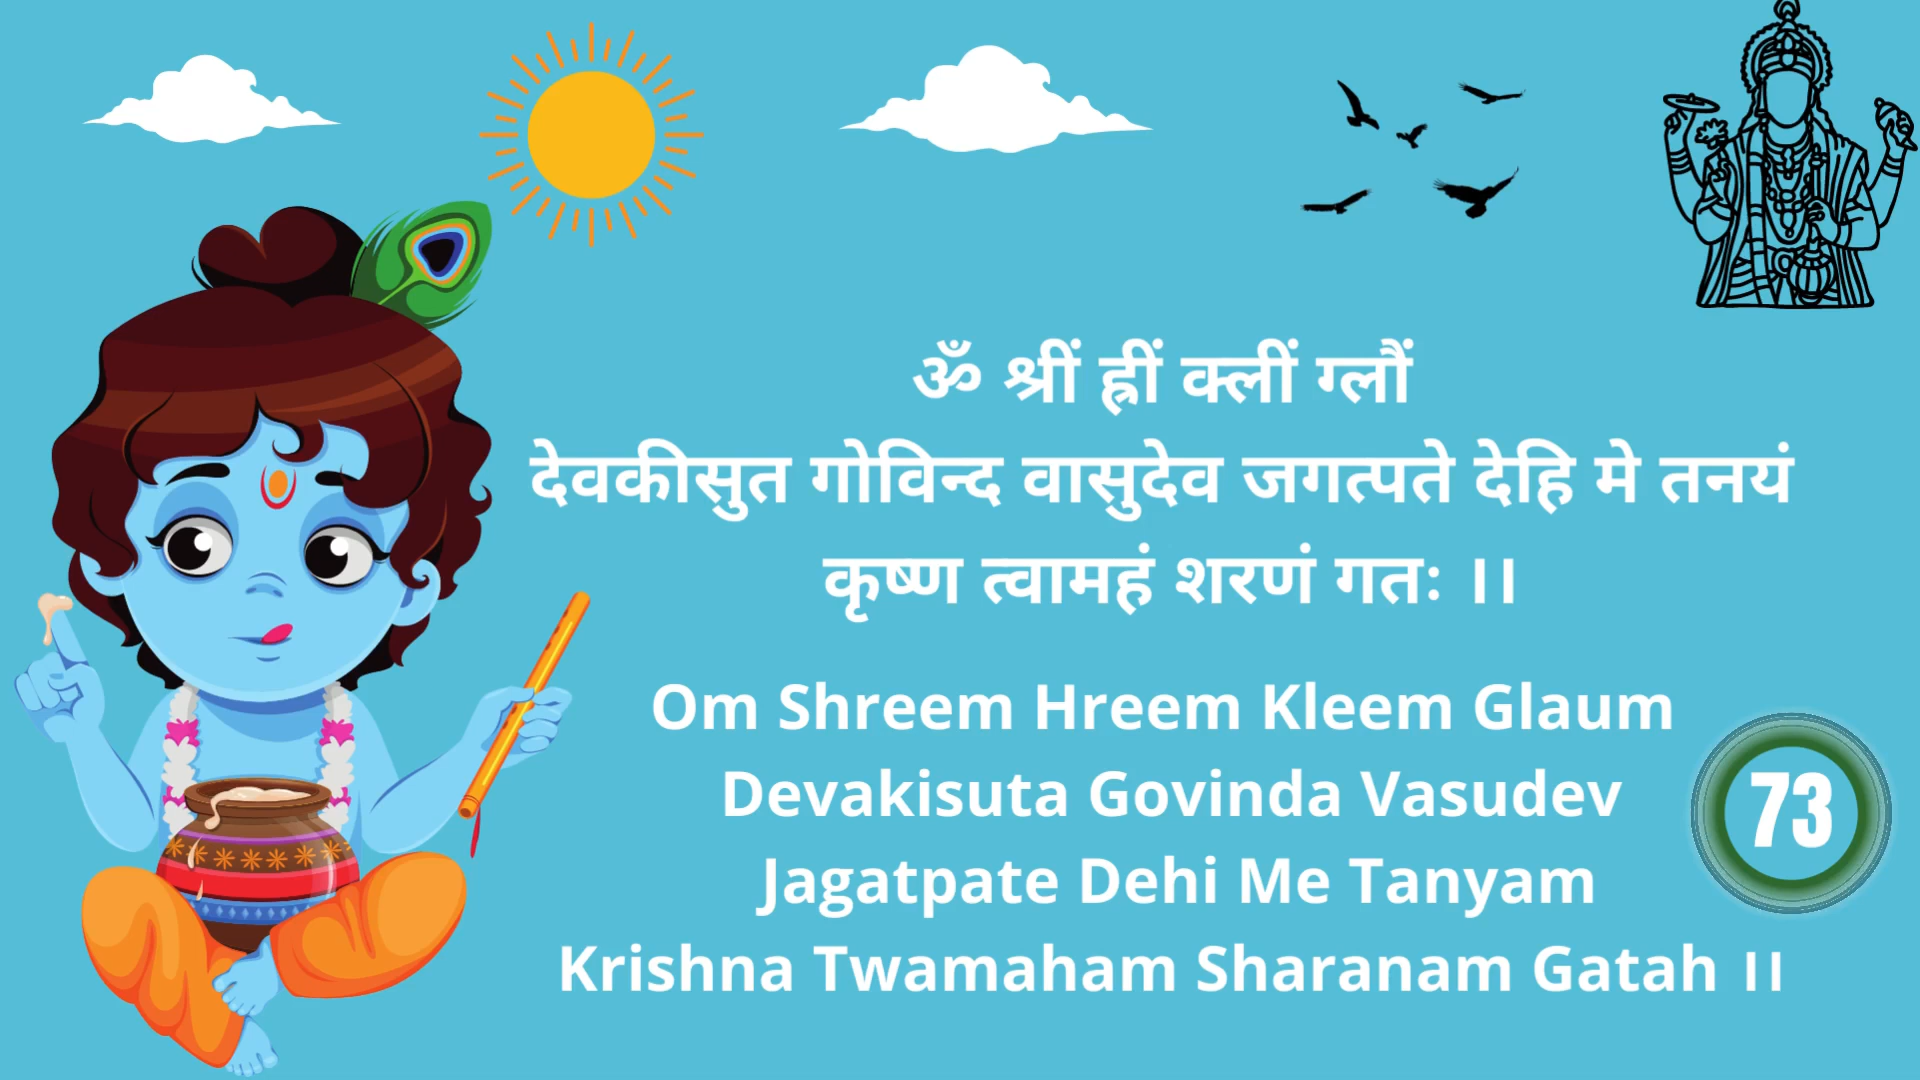 ॐ श्रीं ह्रीं क्लीं ग्लौं
देवकीसुत गोविन्द वासुदेव जगत्पते देहि मे तनयं
कृष्ण त्वामहं शरणं गतः ।।
Om Shreem Hreem Kleem Glaum
Devakisuta Govinda Vasudev
Jagatpate Dehi Me Tanyam
Krishna Twamaham Sharanam Gatah ।।
73